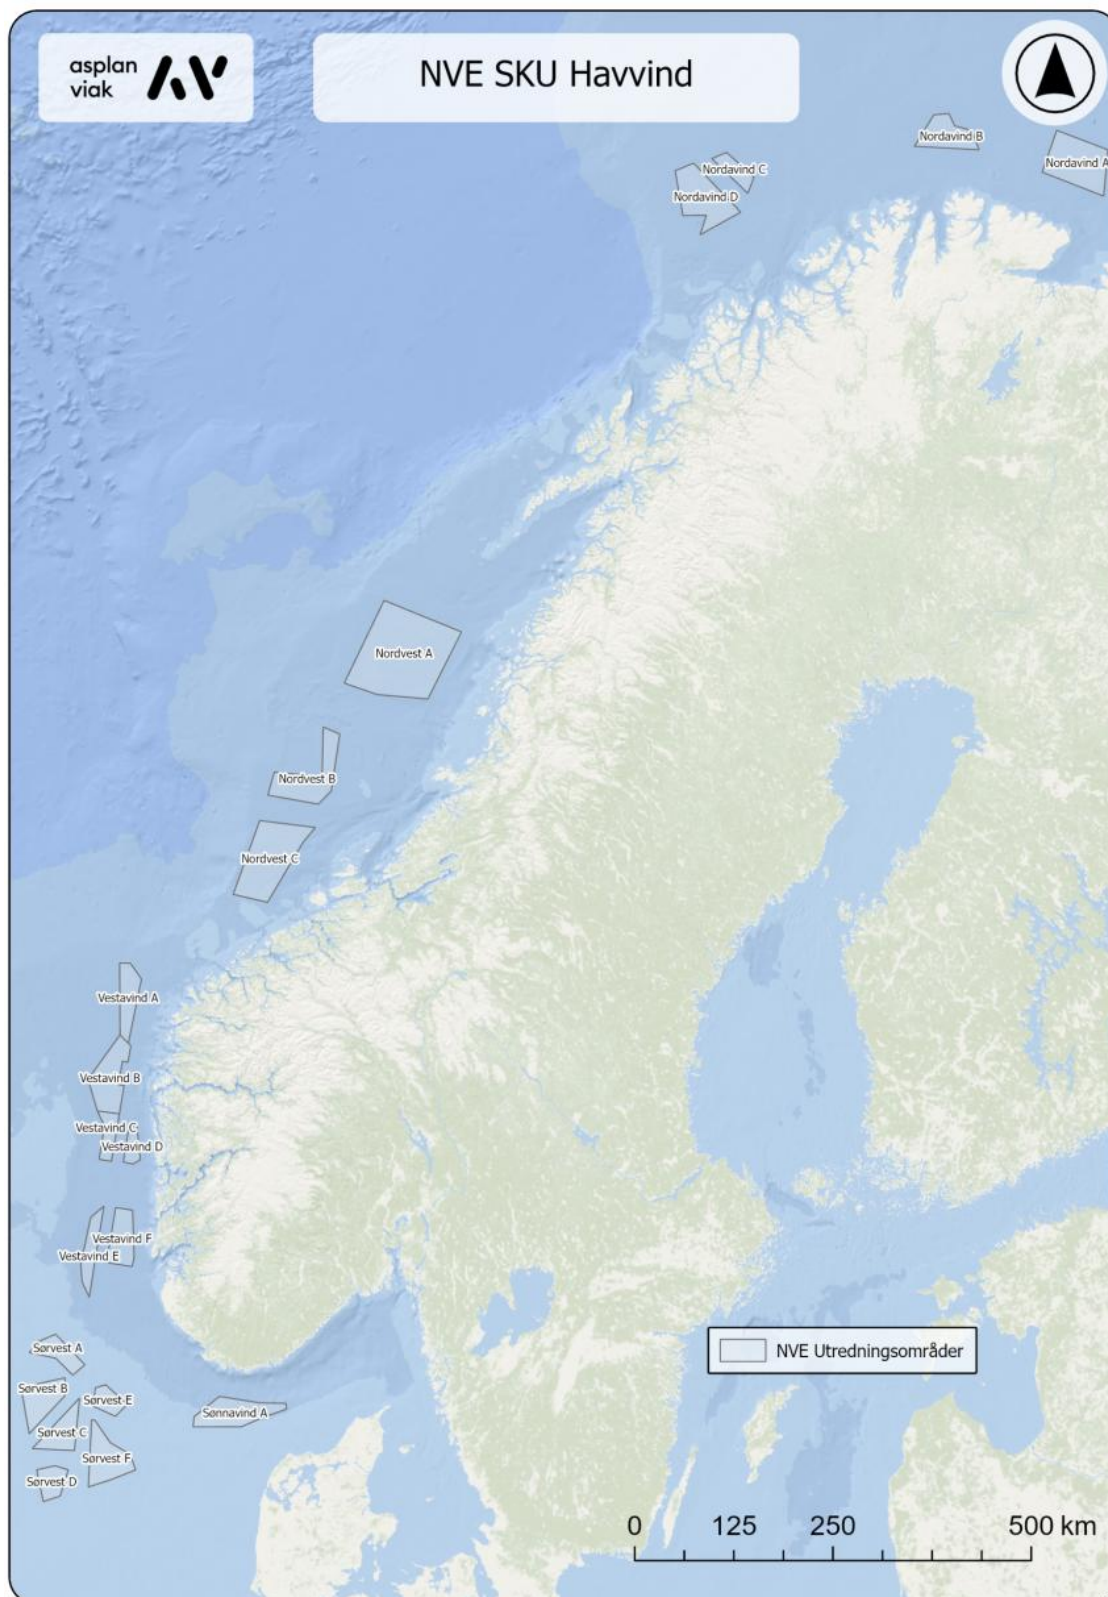 asplan
viak
NVE SKU Havvind
Nordavind B
Nordavind A
Nordavind C
Nordavind D
Nordvest A
Nordvest B
Nordvest C
Vestavind A
Vestavind B
Vestavind C
Vestavind D
Vestavind F
Vestavind E
Sørvest A
Sørvest B
Sørvest E
Sørvest C
Sørvest F
Sørvest D
Sønnavind A
NVE Utredningsområder
0 125 250 500 km